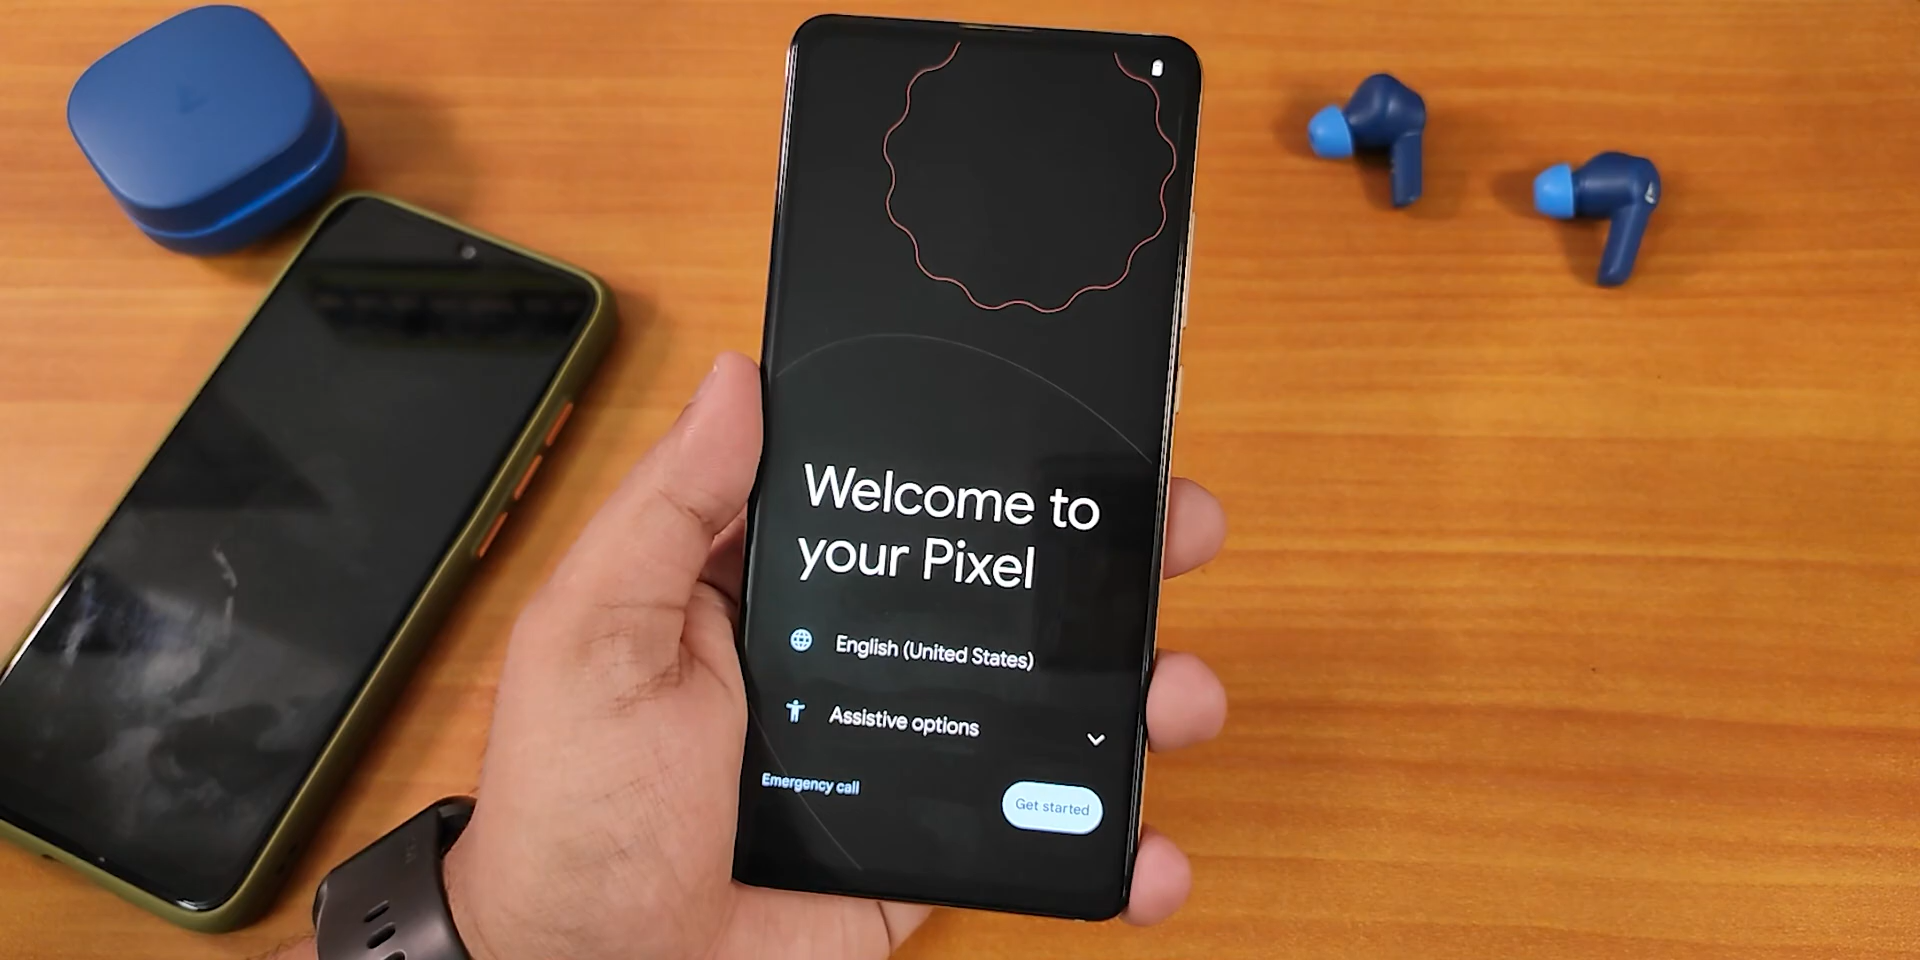 Welcome to
your Pixel
English (United States)
Assistive options
Emergency call
Get started